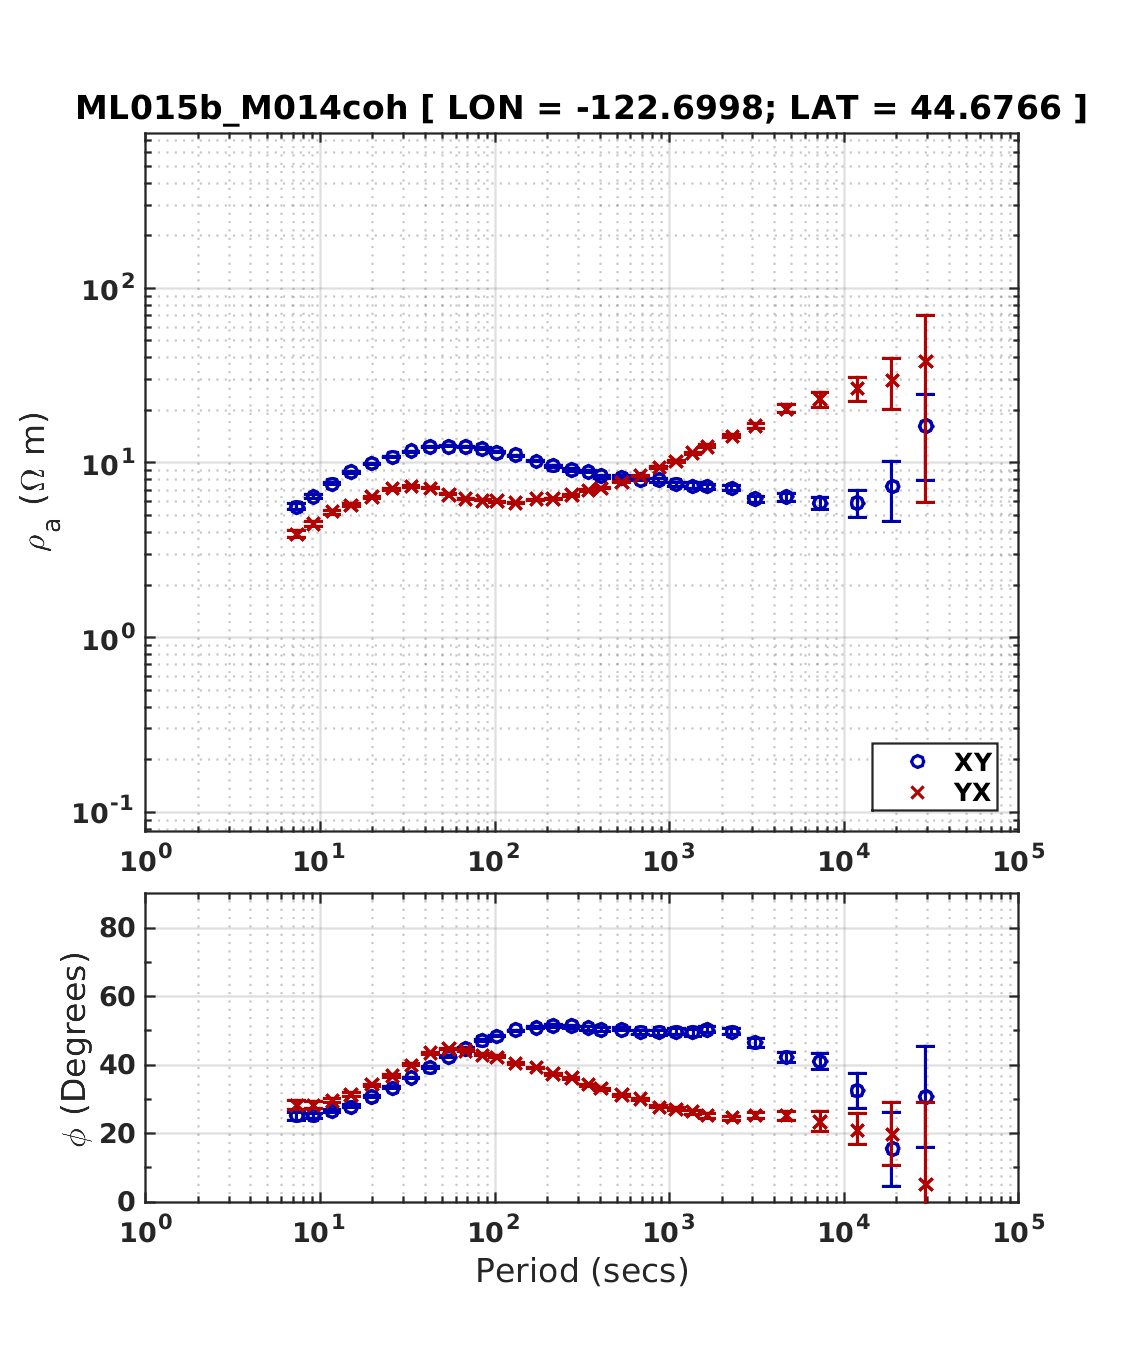 ML015b_M014coh [ LON = -122.6998; LAT = 44.6766 ]
10²
10¹
10⁰
10⁻¹
ρₐ (Ω m)
XY
YX
10⁰ 10¹ 10² 10³ 10⁴ 10⁵
80
60
40
20
0
ϕ (Degrees)
10⁰ 10¹ 10² 10³ 10⁴ 10⁵
Period (secs)